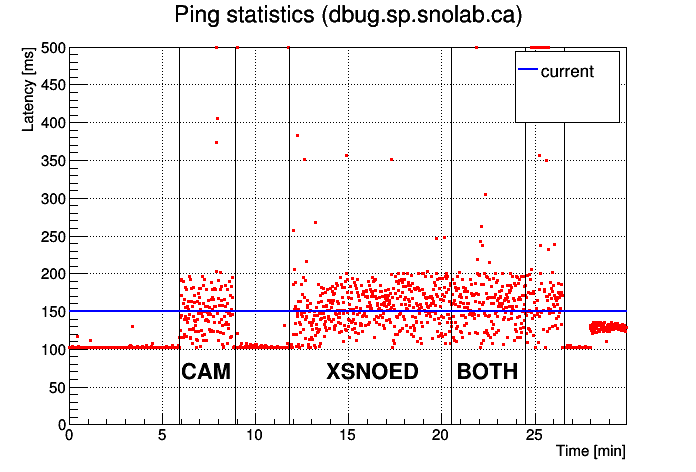 Ping statistics (dbug.sp.snolab.ca)
Latency [ms]
500
450
400
350
300
250
200
150
100
50
0
current
CAM XSNOED BOTH
0 5 10 15 20 25
Time [min]